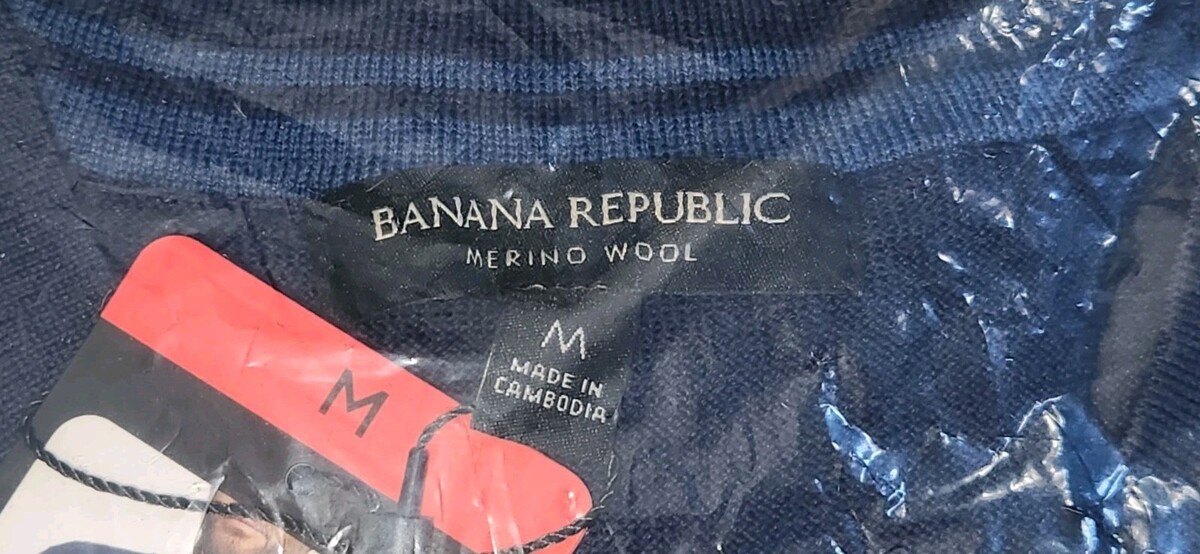 BANANA REPUBLIC
MERINO WOOL
M
MADE IN
CAMBODIA
M